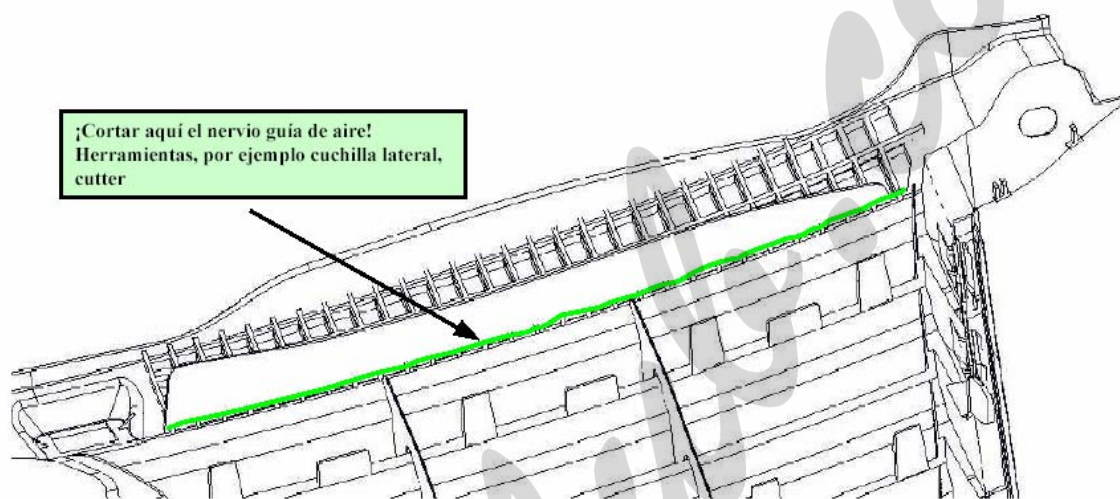 ¡Cortar aquí el nervio guía de aire!
Herramientas, por ejemplo cuchilla lateral,
cutter